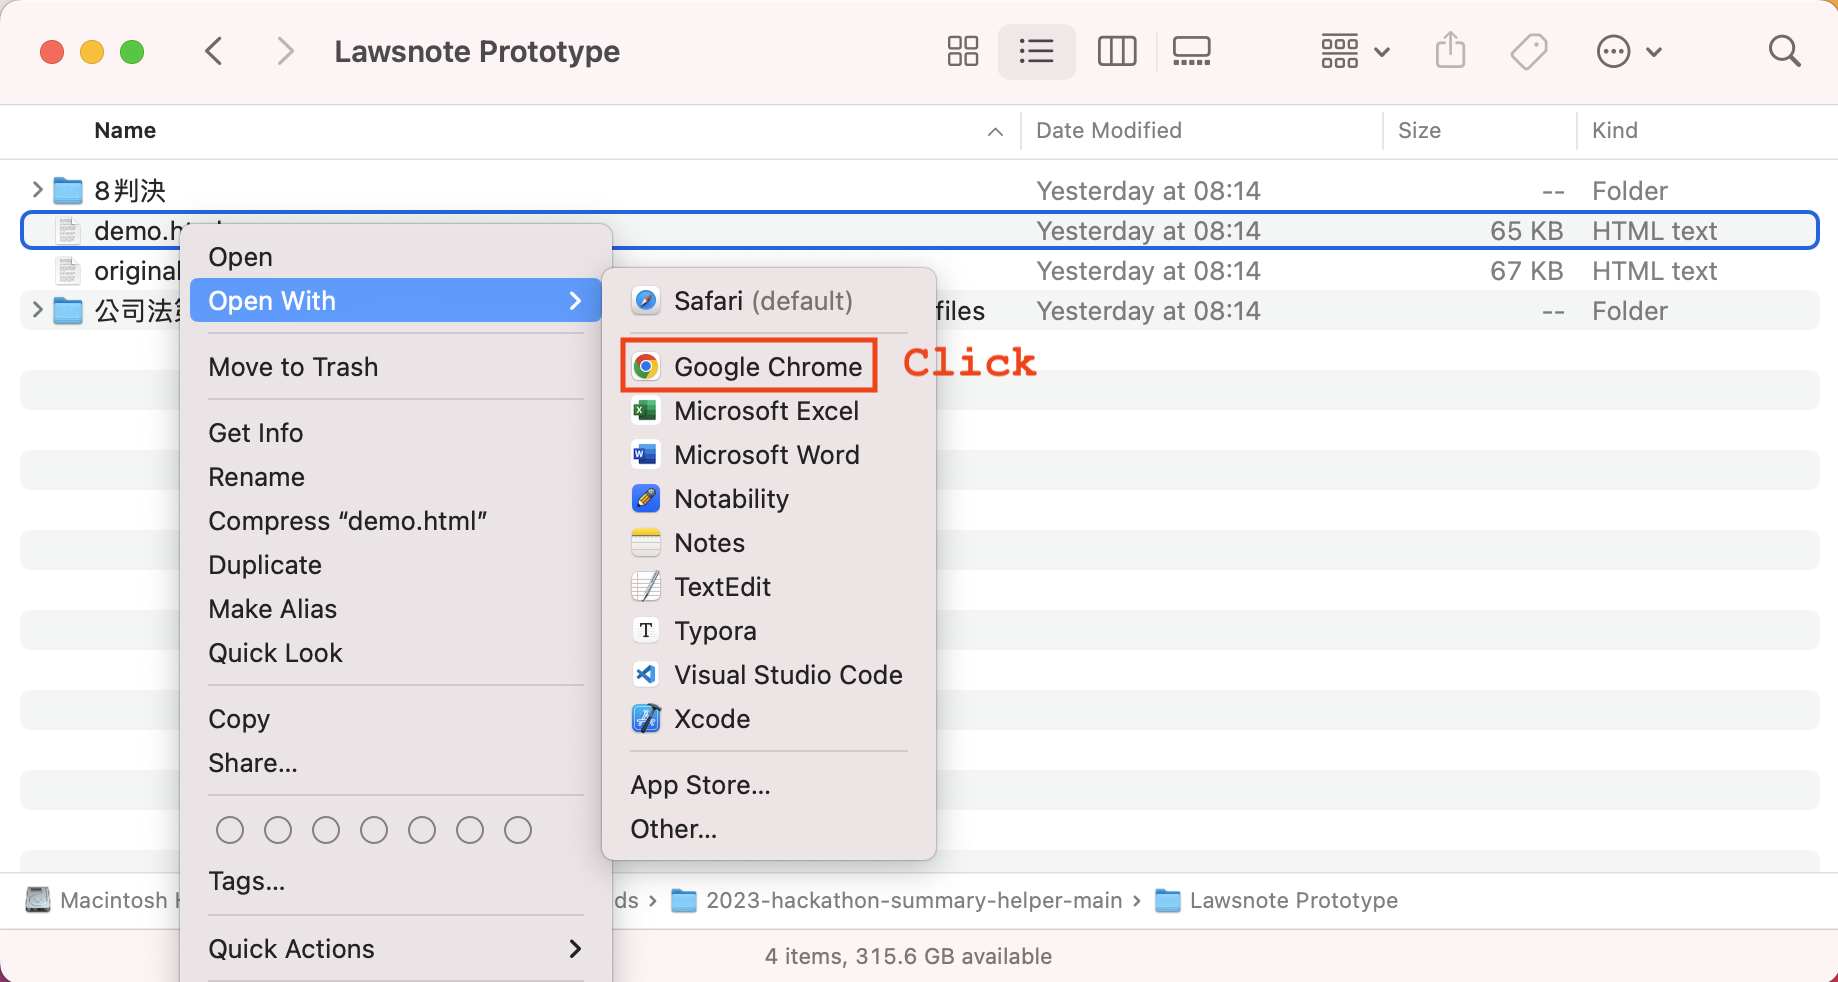 Lawsnote Prototype
Name
Date Modified
Size
Kind
8判決
Yesterday at 08:14
--
Folder
Yesterday at 08:14
65 KB
HTML text
original
Yesterday at 08:14
67 KB
HTML text
公司法
files
Yesterday at 08:14
--
Folder
Open
Open With
Move to Trash
Get Info
Rename
Compress “demo.html”
Duplicate
Make Alias
Quick Look
Copy
Share...
Tags...
Quick Actions
Safari (default)
Google Chrome
Click
Microsoft Excel
Microsoft Word
Notability
Notes
TextEdit
T Typora
Visual Studio Code
Xcode
App Store...
Other...
Macintosh
ds › 2023-hackathon-summary-helper-main › Lawsnote Prototype
4 items, 315.6 GB available